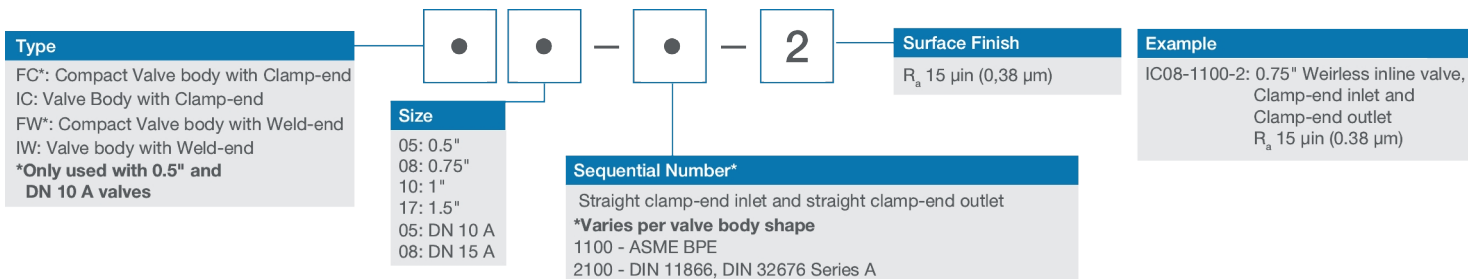 ● ● – ● – 2
Type
FC*: Compact Valve body with Clamp-end
IC: Valve Body with Clamp-end
FW*: Compact Valve body with Weld-end
IW: Valve body with Weld-end
*Only used with 0.5" and
DN 10 A valves
Size
05: 0.5"
08: 0.75"
10: 1"
17: 1.5"
05: DN 10 A
08: DN 15 A
Sequential Number*
Straight clamp-end inlet and straight clamp-end outlet
*Varies per valve body shape
1100 - ASME BPE
2100 - DIN 11866, DIN 32676 Series A
Surface Finish
Ra 15 µin (0,38 µm)
Example
IC08-1100-2: 0.75" Weirless inline valve,
Clamp-end inlet and
Clamp-end outlet
Ra 15 µin (0.38 µm)